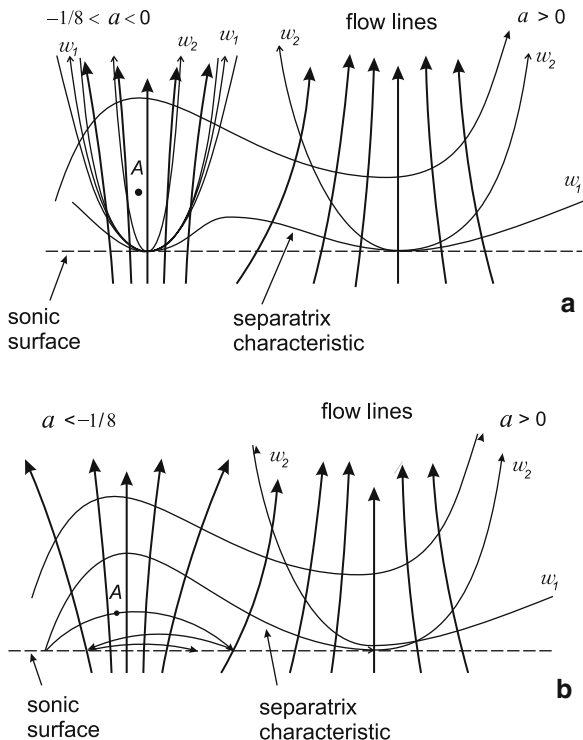 −1/8 < a < 0
flow lines
a > 0
w1 w2 w1
w2
w2
A
w1
sonic
surface
separatrix
characteristic
a
a < −1/8
flow lines
a > 0
w2
w2
w1
A
sonic
surface
separatrix
characteristic
b